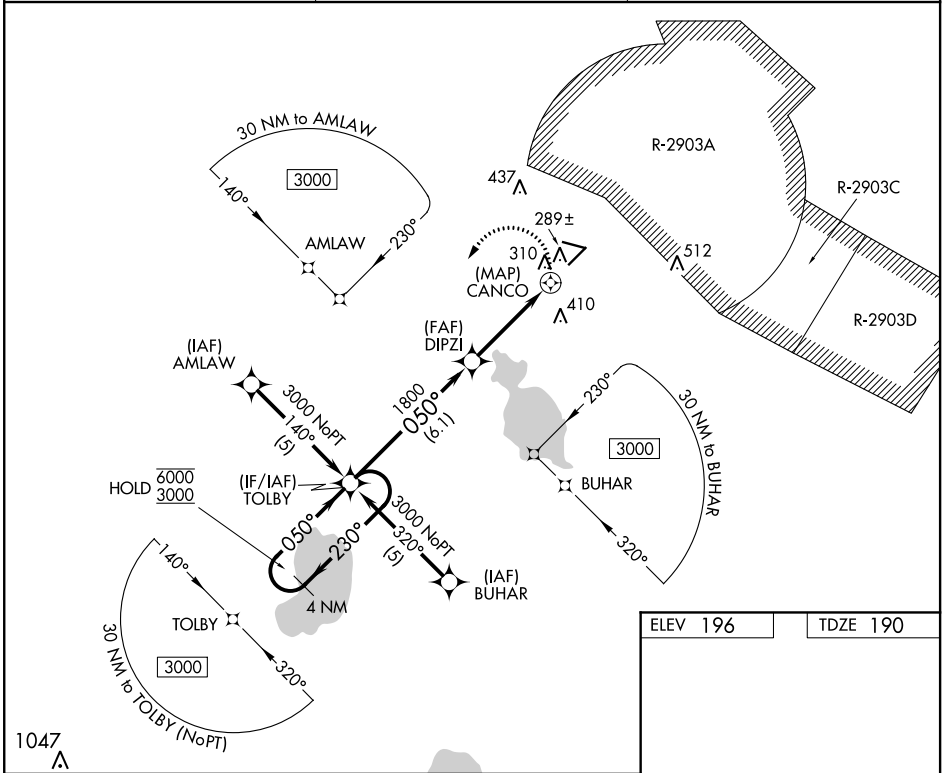 30 NM to AMLAW
3000
140°
230°
AMLAW
R-2903A
R-2903C
R-2903D
437
289±
310
512
(MAP)
CANCO
410
(FAF)
DIPZI
(IAF)
AMLAW
3000 NoPT
140°
(5)
1800
050°
(6.1)
230°
30 NM to BUHAR
3000
BUHAR
320°
HOLD 6000
3000
(IF/IAF)
TOLBY
3000 NoPT
320°
(5)
050°
230°
(IAF)
BUHAR
4 NM
140°
TOLBY
320°
3000
30 NM to TOLBY (NoPT)
1047
ELEV 196
TDZE 190